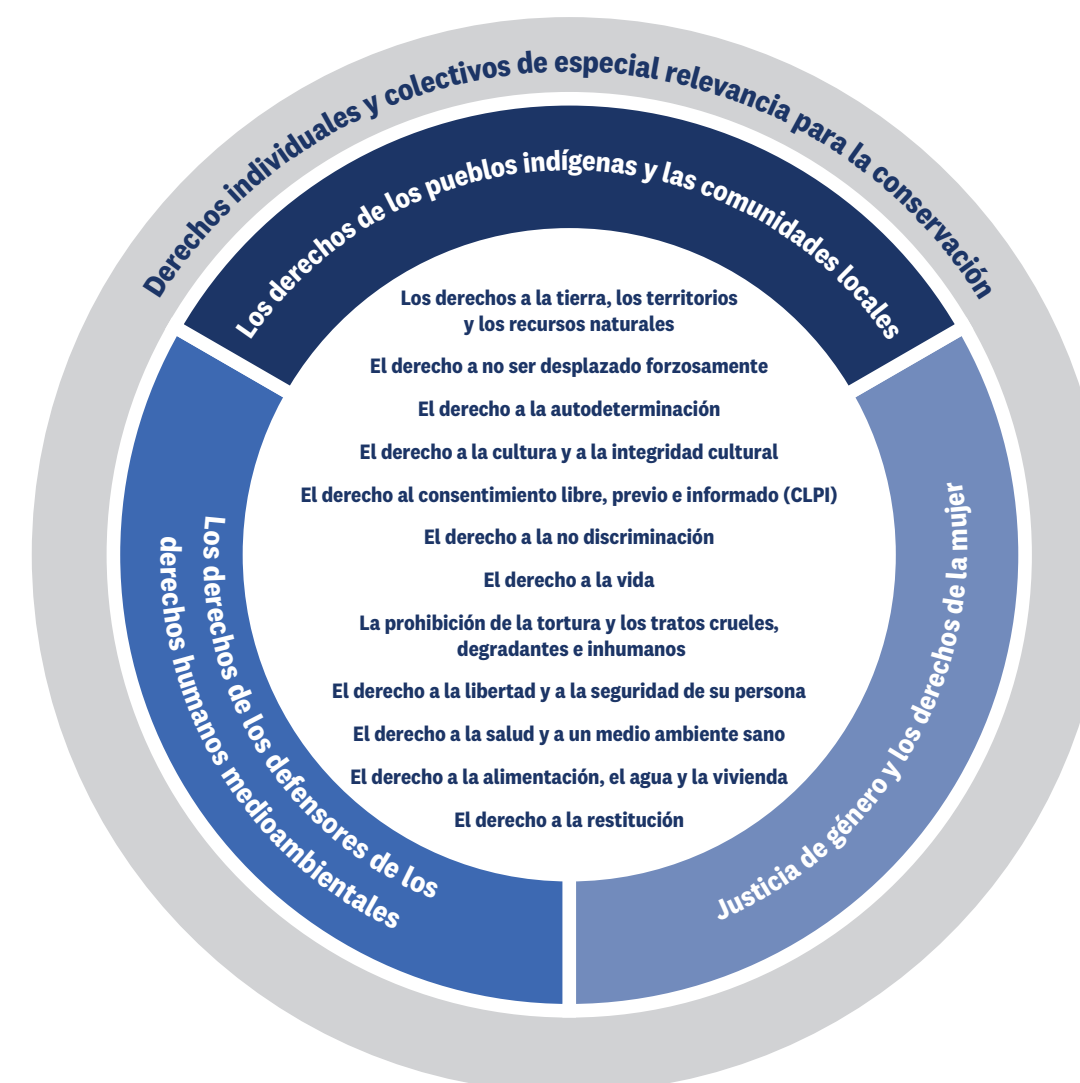 Derechos individuales y colectivos de especial relevancia para la conservación
Los derechos de los pueblos indígenas y las comunidades locales
Los derechos a la tierra, los territorios
y los recursos naturales
El derecho a no ser desplazado forzosamente
El derecho a la autodeterminación
El derecho a la cultura y a la integridad cultural
El derecho al consentimiento libre, previo e informado (CLPI)
El derecho a la no discriminación
El derecho a la vida
La prohibición de la tortura y los tratos crueles,
degradantes e inhumanos
El derecho a la libertad y a la seguridad de su persona
El derecho a la salud y a un medio ambiente sano
El derecho a la alimentación, el agua y la vivienda
El derecho a la restitución
Los derechos de los defensores de los
derechos humanos medioambientales
Justicia de género y los derechos de la mujer